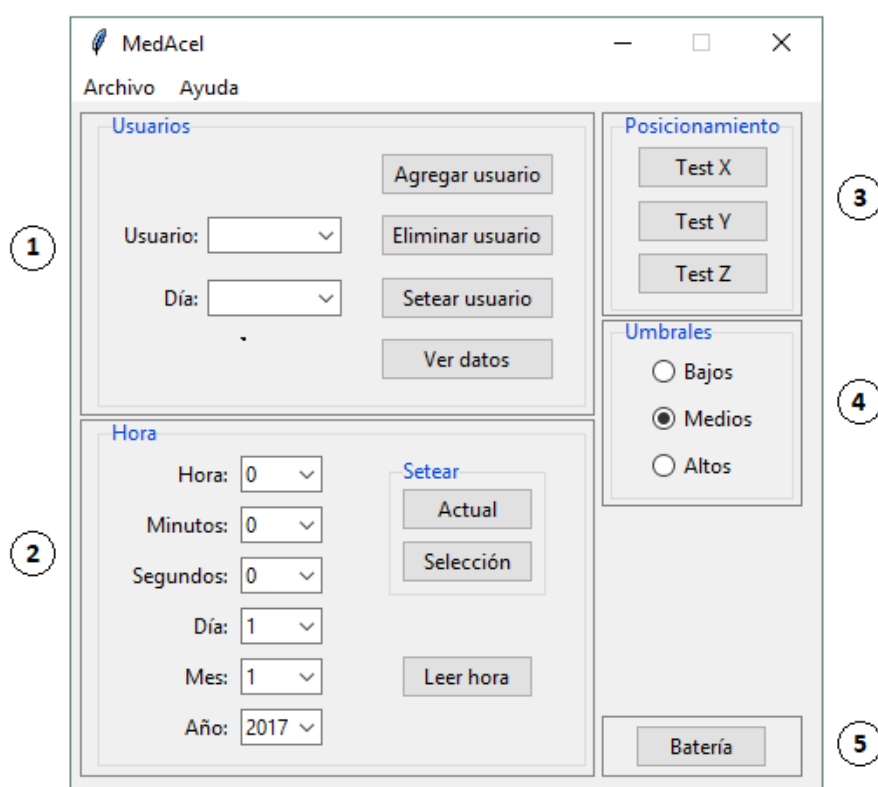 MedAcel
Archivo Ayuda
Usuarios
Agregar usuario
Usuario:
Eliminar usuario
Día:
Setear usuario
Ver datos
1
Hora
Hora: 0
Minutos: 0
Segundos: 0
Día: 1
Mes: 1
Año: 2017
Setear
Actual
Selección
Leer hora
2
Posicionamiento
Test X
Test Y
Test Z
3
Umbrales
Bajos
Medios
Altos
4
Batería
5